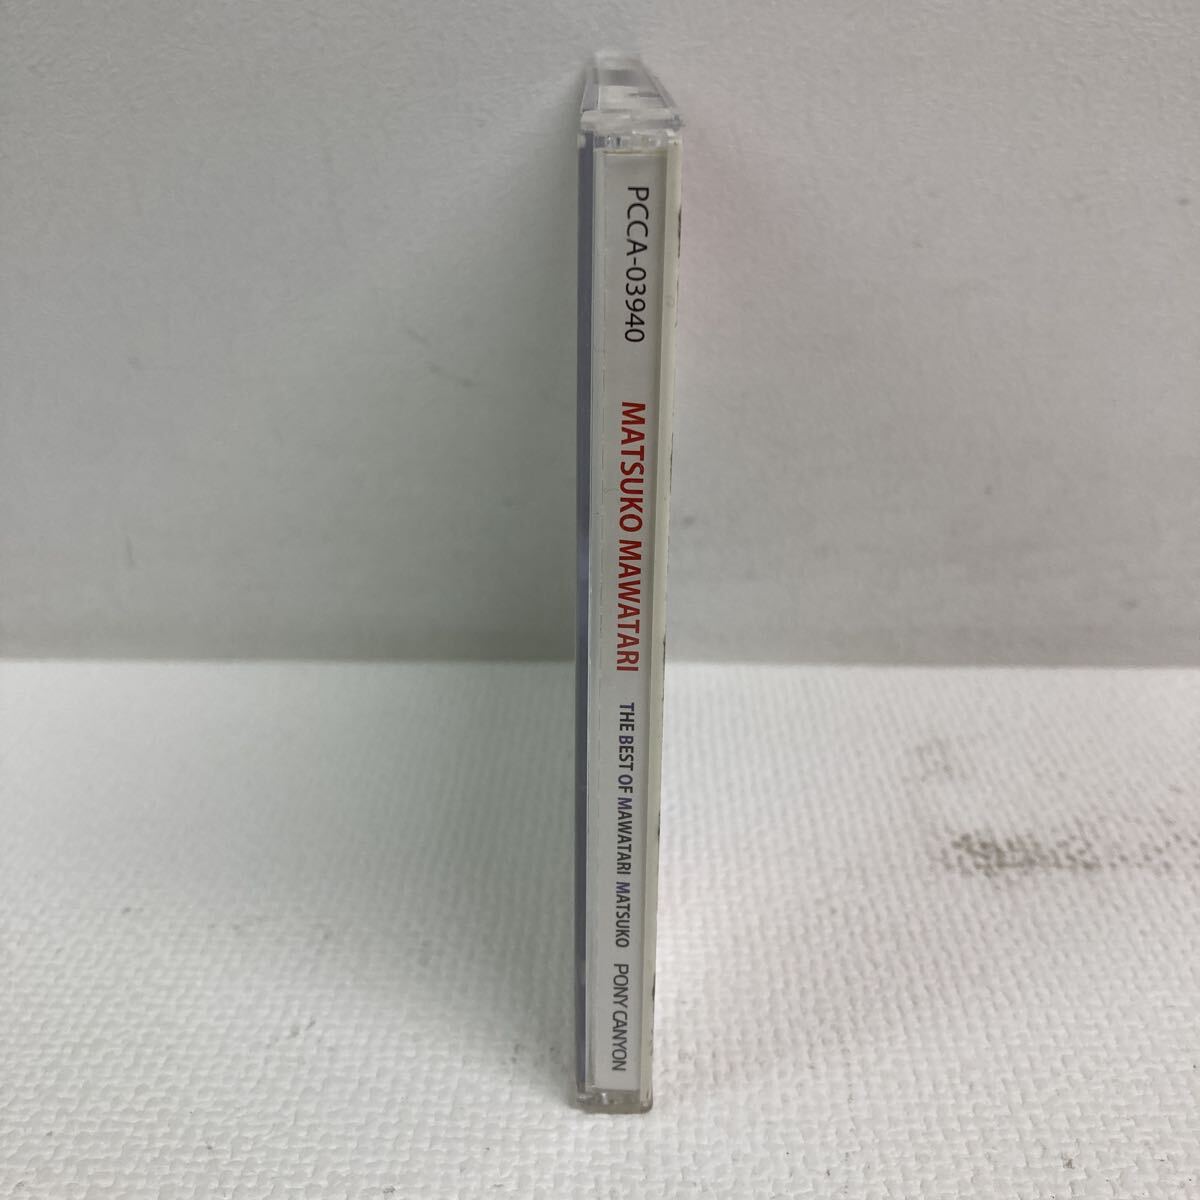 PCCA-03940
MATSUKO MAWATARI
THE BEST OF MAWATARI MATSUKO
PONY CANYON